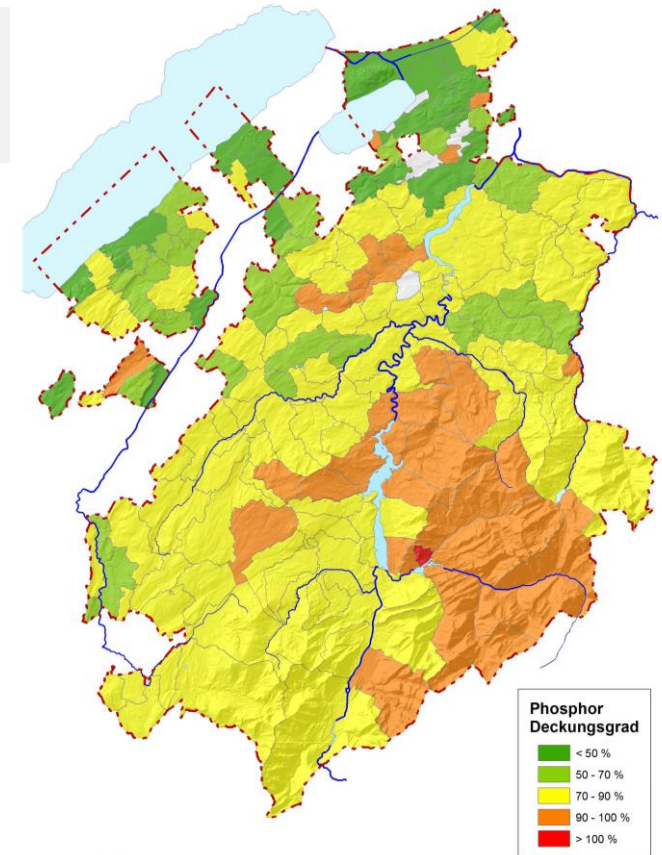 Phosphor
Deckungsgrad
< 50 %
50 - 70 %
70 - 90 %
90 - 100 %
> 100 %